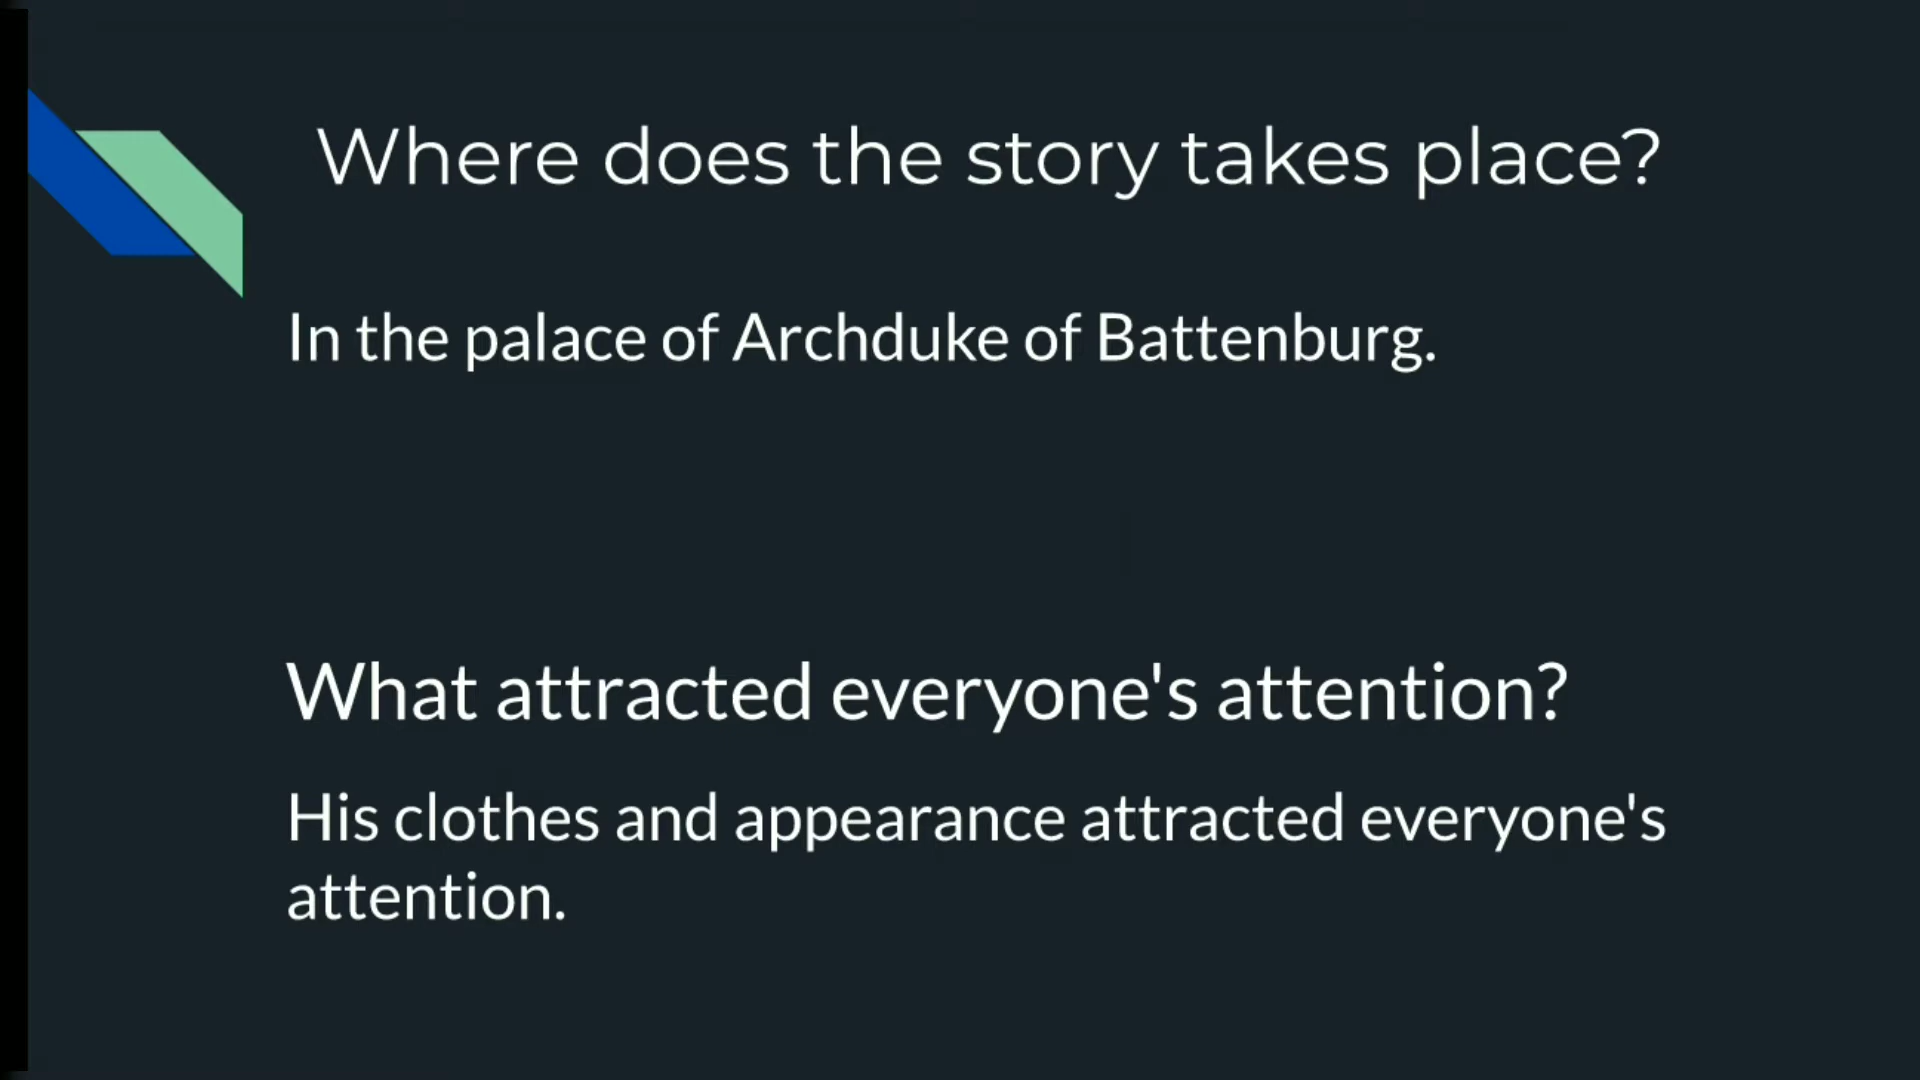 Where does the story takes place?
In the palace of Archduke of Battenburg.
What attracted everyone's attention?
His clothes and appearance attracted everyone's
attention.